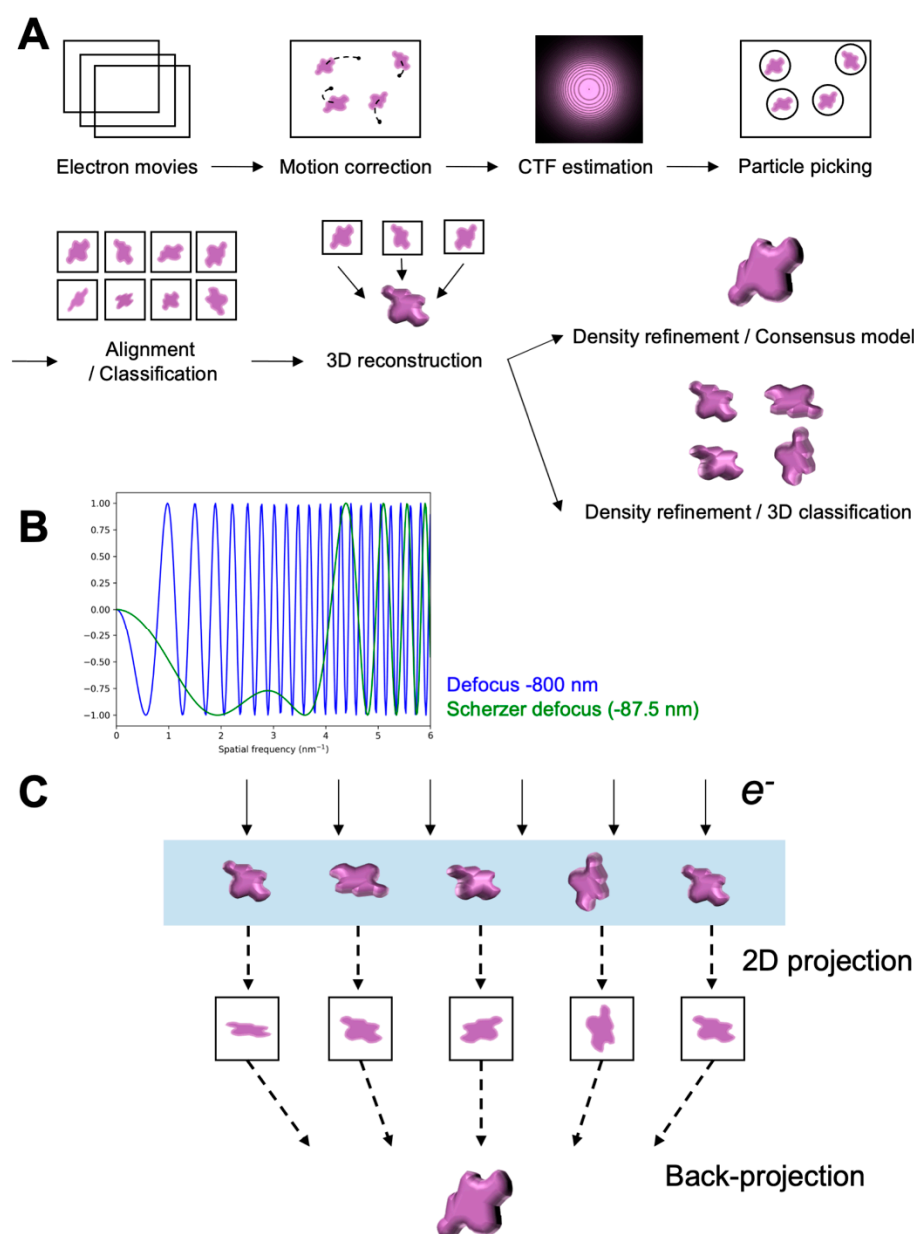 A
Electron movies
Motion correction
CTF estimation
Particle picking
Alignment
/ Classification
3D reconstruction
Density refinement / Consensus model
Density refinement / 3D classification
B
1.00
0.75
0.50
0.25
0.00
−0.25
−0.50
−0.75
−1.00
0
1
2
3
4
5
6
Spatial frequency (nm⁻¹)
Defocus -800 nm
Scherzer defocus (-87.5 nm)
C
e⁻
2D projection
Back-projection